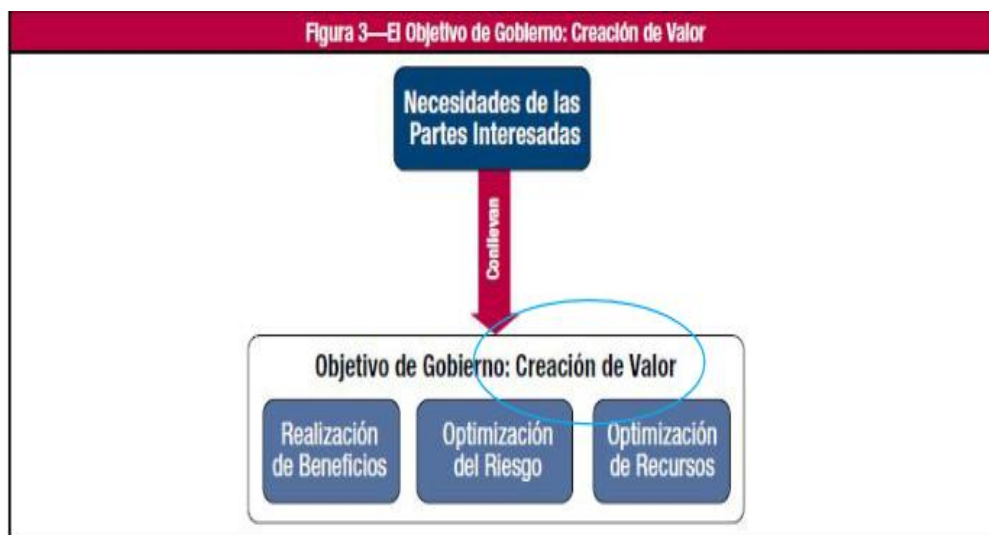 Figura 3—El Objetivo de Gobierno: Creación de Valor
Necesidades de las
Partes Interesadas
Conllevan
Objetivo de Gobierno: Creación de Valor
Realización
de Beneficios
Optimización
del Riesgo
Optimización
de Recursos